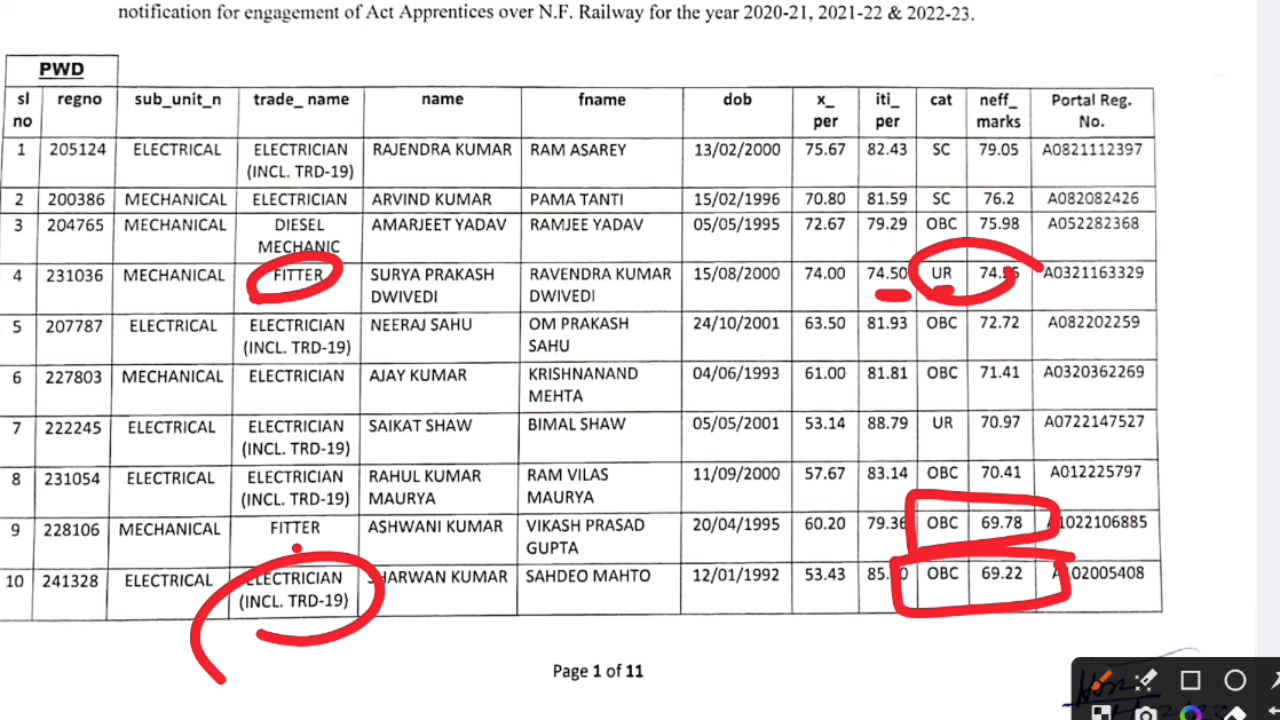 notification for engagement of Act Apprentices over N.F. Railway for the year 2020-21, 2021-22 & 2022-23.
PWD
sl no regno sub_unit_n trade_ name name fname dob x_ per iti_ per cat neff_ marks Portal Reg. No.
1 205124 ELECTRICAL ELECTRICIAN (INCL. TRD-19) RAJENDRA KUMAR RAM ASAREY 13/02/2000 75.67 82.43 SC 79.05 A0821112397
2 200386 MECHANICAL ELECTRICIAN ARVIND KUMAR PAMA TANTI 15/02/1996 70.80 81.59 SC 76.2 A082082426
3 204765 MECHANICAL DIESEL MECHANIC AMARJEET YADAV RAMJEE YADAV 05/05/1995 72.67 79.29 OBC 75.98 A052282368
4 231036 MECHANICAL FITTER SURYA PRAKASH DWIVEDI RAVENDRA KUMAR DWIVEDI 15/08/2000 74.00 74.50 UR A0321163329
5 207787 ELECTRICAL ELECTRICIAN (INCL. TRD-19) NEERAJ SAHU OM PRAKASH SAHU 24/10/2001 63.50 81.93 OBC 72.72 A082202259
6 227803 MECHANICAL ELECTRICIAN AJAY KUMAR KRISHNANAND MEHTA 04/06/1993 61.00 81.81 OBC 71.41 A0320362269
7 222245 ELECTRICAL ELECTRICIAN (INCL. TRD-19) SAIKAT SHAW BIMAL SHAW 05/05/2001 53.14 88.79 UR 70.97 A0722147527
8 231054 ELECTRICAL ELECTRICIAN (INCL. TRD-19) RAHUL KUMAR MAURYA RAM VILAS MAURYA 11/09/2000 57.67 83.14 OBC 70.41 A012225797
9 228106 MECHANICAL FITTER ASHWANI KUMAR VIKASH PRASAD GUPTA 20/04/1995 60.20 79.36 OBC 69.78
10 241328 ELECTRICAL ELECTRICIAN (INCL. TRD-19) KUMAR SAHDEO MAHTO 12/01/1992 53.43 OBC 69.22
Page 1 of 11